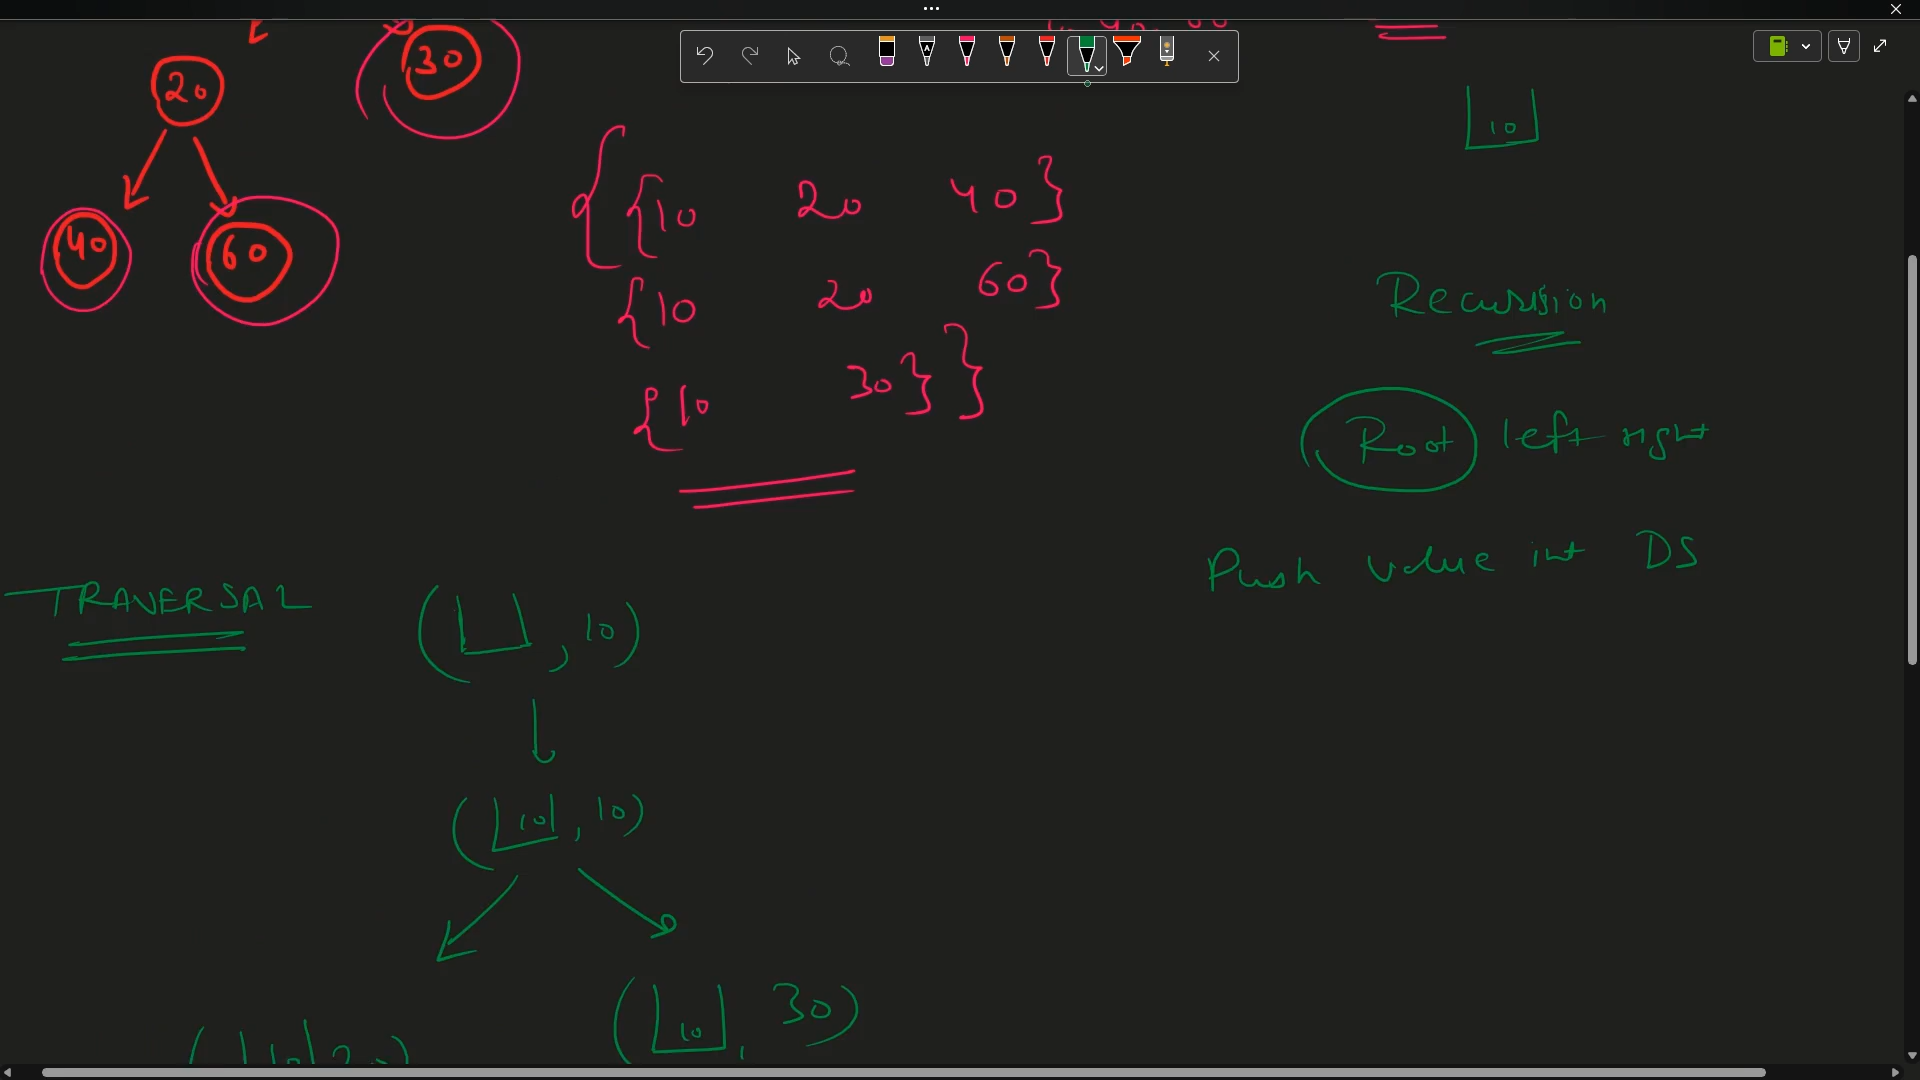 20
30
40
60
10
{ {10 20 40}
{10 20 60}
{10 30} }
Recursion
Root left right
Push value int DS
TRAVERSAL
( , 10)
(10, 10)
(10, 30)